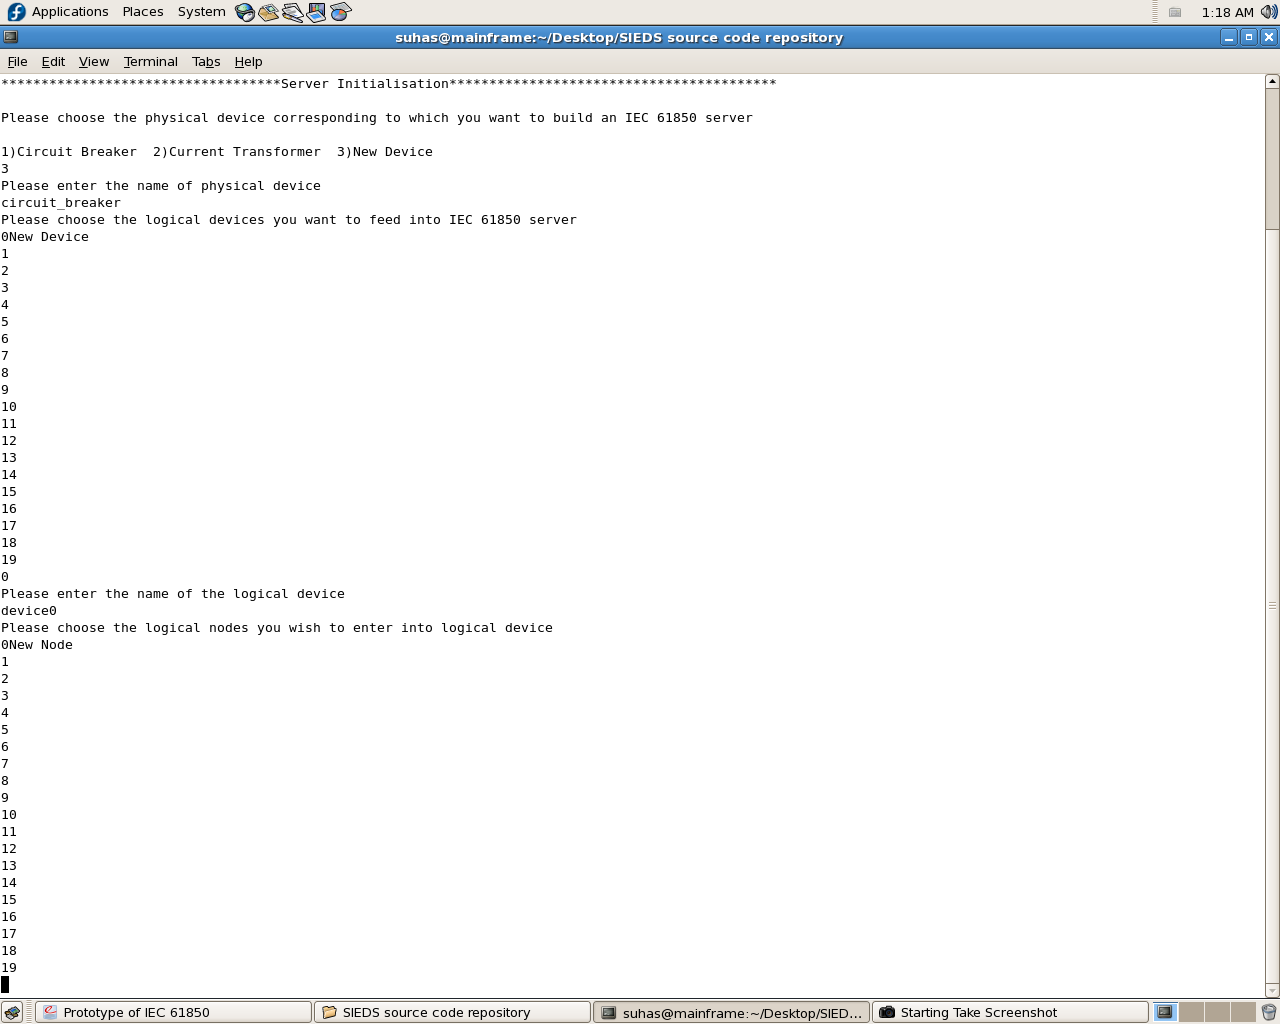 Applications Places System 1:18 AM
suhas@mainframe:~/Desktop/SIEDS source code repository
File Edit View Terminal Tabs Help
***********************************Server Initialisation*****************************************
Please choose the physical device corresponding to which you want to build an IEC 61850 server
1)Circuit Breaker  2)Current Transformer  3)New Device
3
Please enter the name of physical device
circuit_breaker
Please choose the logical devices you want to feed into IEC 61850 server
0New Device
1
2
3
4
5
6
7
8
9
10
11
12
13
14
15
16
17
18
19
0
Please enter the name of the logical device
device0
Please choose the logical nodes you wish to enter into logical device
0New Node
1
2
3
4
5
6
7
8
9
10
11
12
13
14
15
16
17
18
19
Prototype of IEC 61850 SIEDS source code repository suhas@mainframe:~/Desktop/SIED... Starting Take Screenshot